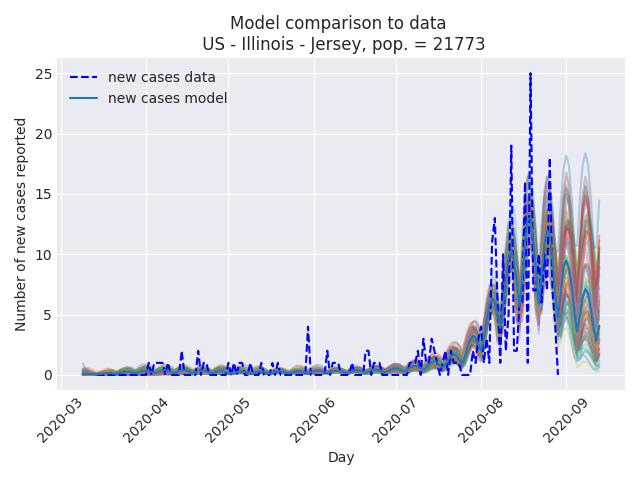 Model comparison to data
US - Illinois - Jersey, pop. = 21773
new cases data
new cases model
Number of new cases reported
25
20
15
10
5
0
2020-03
2020-04
2020-05
2020-06
2020-07
2020-08
2020-09
Day